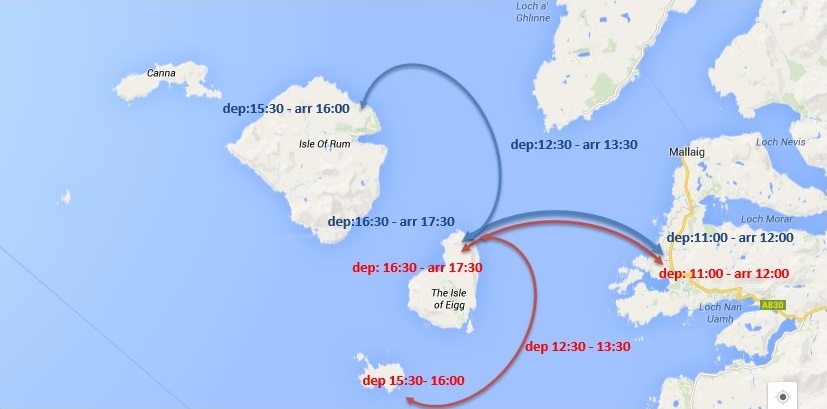 Loch a'
Ghlinne
Canna
dep:15:30 - arr 16:00
Isle Of Rum
dep:12:30 - arr 13:30
Mallaig
Loch Nevis
Loch Morar
dep:16:30 - arr 17:30
dep:11:00 - arr 12:00
dep: 16:30 - arr 17:30
dep: 11:00 - arr 12:00
The Isle
of Eigg
Loch Nan
Uamh
A830
dep 12:30 - 13:30
dep 15:30- 16:00